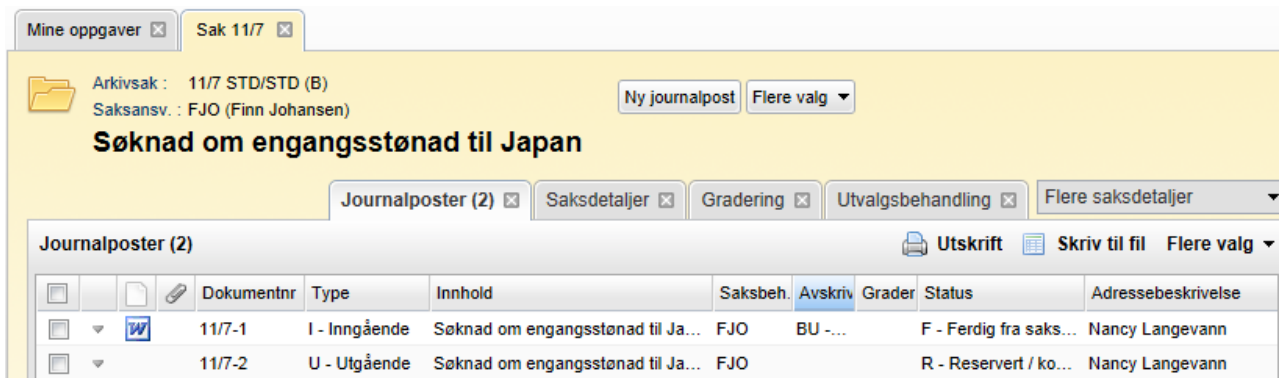 Mine oppgaver Sak 11/7
Arkivsak : 11/7 STD/STD (B)
Saksansv. : FJO (Finn Johansen)
Ny journalpost Flere valg
Søknad om engangsstønad til Japan
Journalposter (2) Saksdetaljer Gradering Utvalgsbehandling Flere saksdetaljer
Journalposter (2) Utskrift Skriv til fil Flere valg
Dokumentnr Type Innhold Saksbeh. Avskriv Grader Status Adressebeskrivelse
11/7-1 I - Inngående Søknad om engangsstønad til Ja... FJO BU -... F - Ferdig fra saks... Nancy Langevann
11/7-2 U - Utgående Søknad om engangsstønad til Ja... FJO R - Reservert / ko... Nancy Langevann